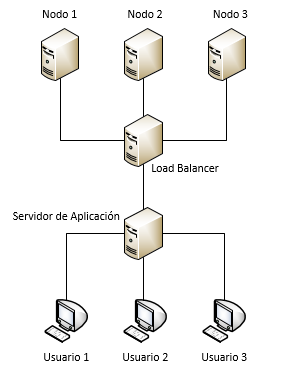 Nodo 1
Nodo 2
Nodo 3
Load Balancer
Servidor de Aplicación
Usuario 1
Usuario 2
Usuario 3